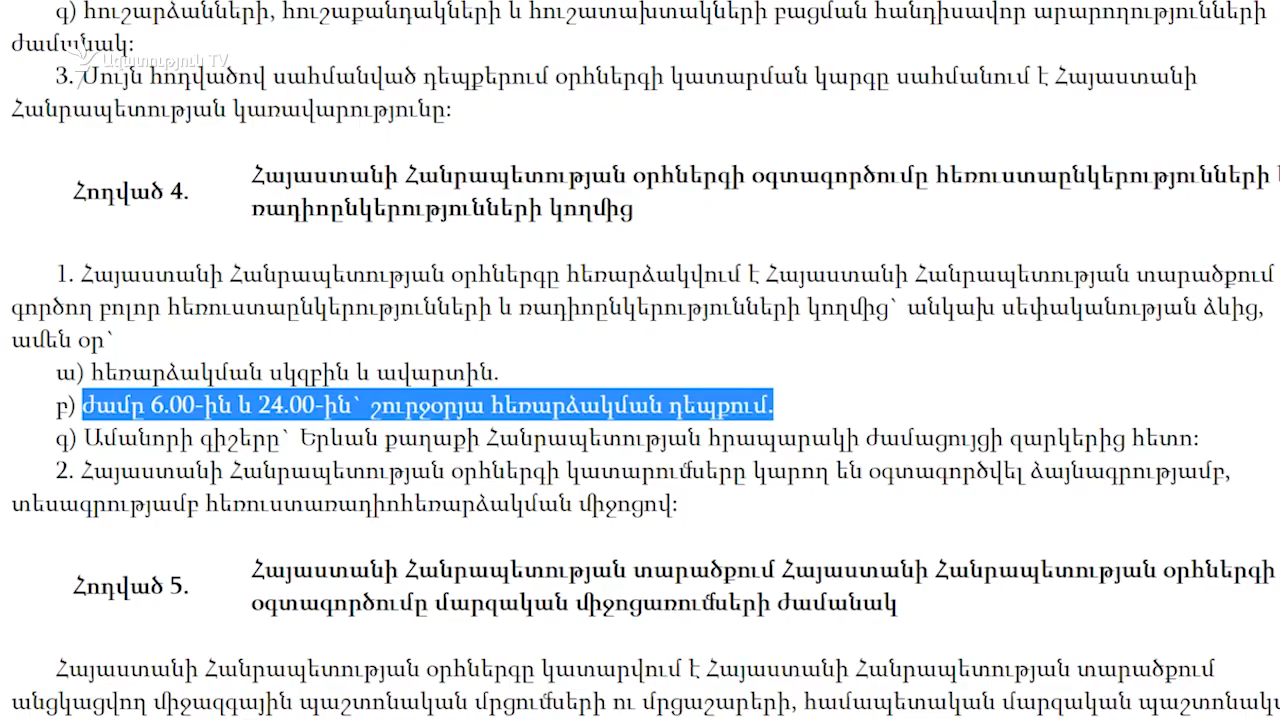 գ) հուշարձանների, հուշաքանդակների և հուշատախտակների բացման հանդիսավոր արարողությունների
ժամանակ:
Ազատություն TV
3. Սույն հոդվածով սահմանված դեպքերում օրհներգի կատարման կարգը սահմանում է Հայաստանի
Հանրապետության կառավարությունը:
Հոդված 4.
Հայաստանի Հանրապետության օրհներգի օգտագործումը հեռուստաընկերությունների
ռադիոընկերությունների կողմից
1. Հայաստանի Հանրապետության օրհներգը հեռարձակվում է Հայաստանի Հանրապետության տարածքում
գործող բոլոր հեռուստաընկերությունների և ռադիոընկերությունների կողմից` անկախ սեփականության ձևից,
ամեն օր`
ա) հեռարձակման սկզբին և ավարտին.
բ) ժամը 6.00-ին և 24.00-ին` շուրջօրյա հեռարձակման դեպքում.
գ) Ամանորի գիշերը` Երևան քաղաքի Հանրապետության հրապարակի ժամացույցի զարկերից հետո:
2. Հայաստանի Հանրապետության օրհներգի կատարումները կարող են օգտագործվել ձայնագրությամբ,
տեսագրությամբ հեռուստառադիոհեռարձակման միջոցով:
Հոդված 5.
Հայաստանի Հանրապետության տարածքում Հայաստանի Հանրապետության օրհներգի
օգտագործումը մարզական միջոցառումների ժամանակ
Հայաստանի Հանրապետության օրհներգը կատարվում է Հայաստանի Հանրապետության տարածքում
անցկացվող միջազգային պաշտոնական մրցումների ու մրցաշարերի, համապետական մարզական պաշտոնակ